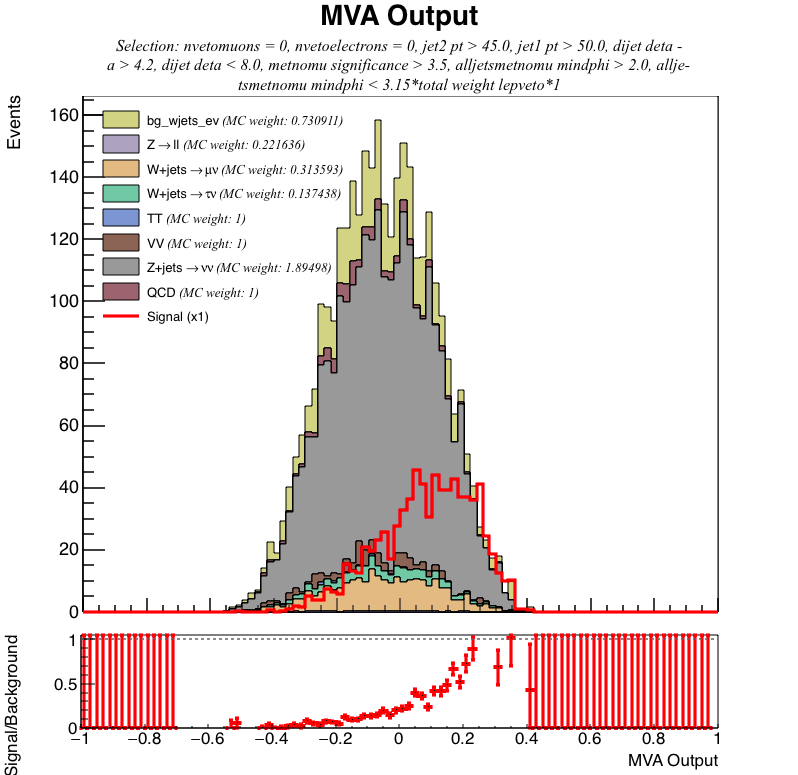 MVA Output
Selection: nvetomuons = 0, nvetoelectrons = 0, jet2 pt > 45.0, jet1 pt > 50.0, dijet deta -
a > 4.2, dijet deta < 8.0, metnomu significance > 3.5, alljetsmetnomu mindphi > 2.0, allje-
tsmetnomu mindphi < 3.15*total weight lepveto*1
Events
160
140
120
100
80
60
40
20
0
bg_wjets_ev (MC weight: 0.730911)
Z→ll (MC weight: 0.221636)
W+jets→μν (MC weight: 0.313593)
W+jets→τν (MC weight: 0.137438)
TT (MC weight: 1)
VV (MC weight: 1)
Z+jets→νν (MC weight: 1.89498)
QCD (MC weight: 1)
Signal (x1)
Signal/Background
1
0.5
0
−1 −0.8 −0.6 −0.4 −0.2 0 0.2 0.4 0.6 0.8 1
MVA Output